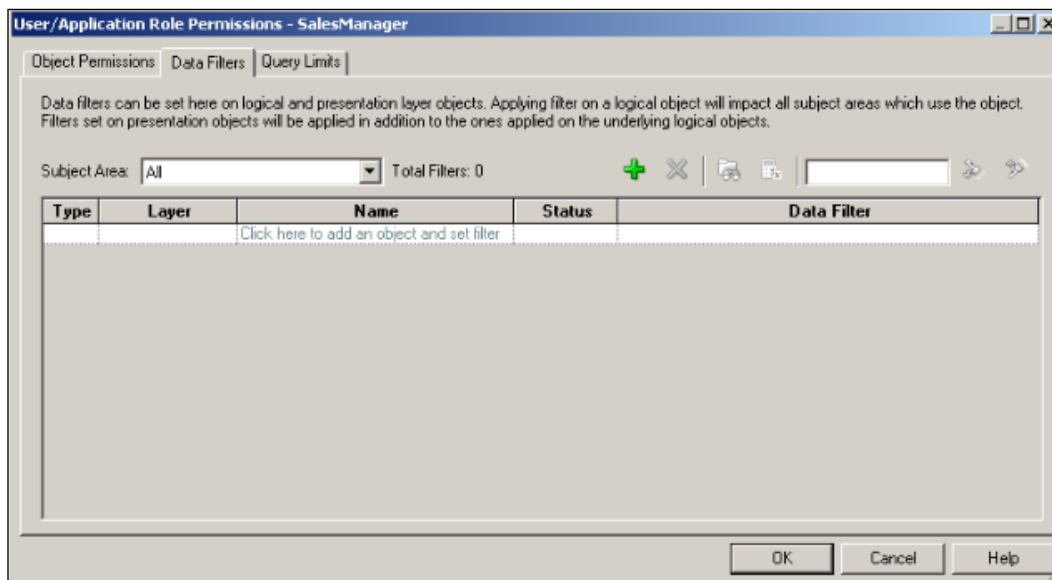 User/Application Role Permissions - SalesManager
Object Permissions Data Filters Query Limits
Data filters can be set here on logical and presentation layer objects. Applying filter on a logical object will impact all subject areas which use the object.
Filters set on presentation objects will be applied in addition to the ones applied on the underlying logical objects.
Subject Area: All Total Filters: 0
Type Layer Name Status Data Filter
Click here to add an object and set filter
OK Cancel Help